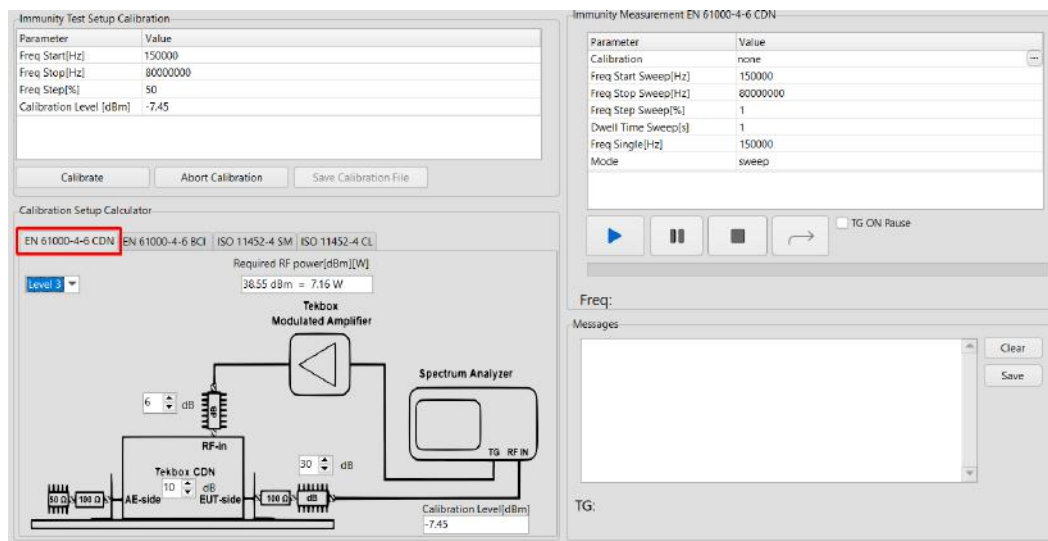 Immunity Test Setup Calibration
Parameter Value
Freq Start[Hz] 150000
Freq Stop[Hz] 80000000
Freq Step[%] 50
Calibration Level [dBm] -7.45
Calibrate Abort Calibration Save Calibration File
Calibration Setup Calculator
EN 61000-4-6 CDN EN 61000-4-6 BCI ISO 11452-4 SM ISO 11452-4 CL
Required RF power[dBm][W]
Level 3 38.55 dBm = 7.16 W
Tekbox
Modulated Amplifier
Spectrum Analyzer
6 dB dB
RF-in
TG RF IN
30 dB
Tekbox CDN
10 dB
50 Ω 100 Ω AE-side EUT-side 100 Ω dB
Calibration Level[dBm]
-7.45
Immunity Measurement EN 61000-4-6 CDN
Parameter Value
Calibration none ...
Freq Start Sweep[Hz] 150000
Freq Stop Sweep[Hz] 80000000
Freq Step Sweep[%] 1
Dwell Time Sweep[s] 1
Freq Single[Hz] 150000
Mode sweep
TG ON Pause
Freq:
Messages
Clear
Save
TG: